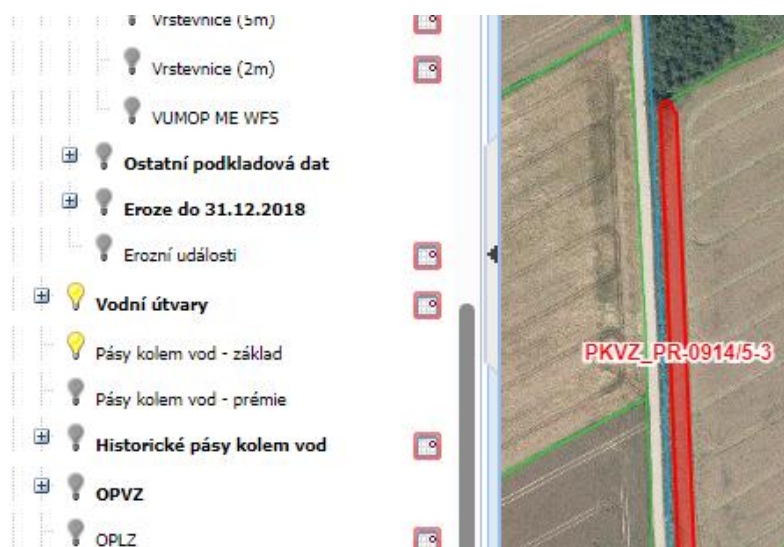 Vrstevnice (5m)
Vrstevnice (2m)
VUMOP ME WFS
Ostatní podkladová dat
Eroze do 31.12.2018
Erozní události
Vodní útvary
Pásy kolem vod - základ
Pásy kolem vod - prémie
Historické pásy kolem vod
OPVZ
OPLZ
PKVZ_PR-0914/5-3